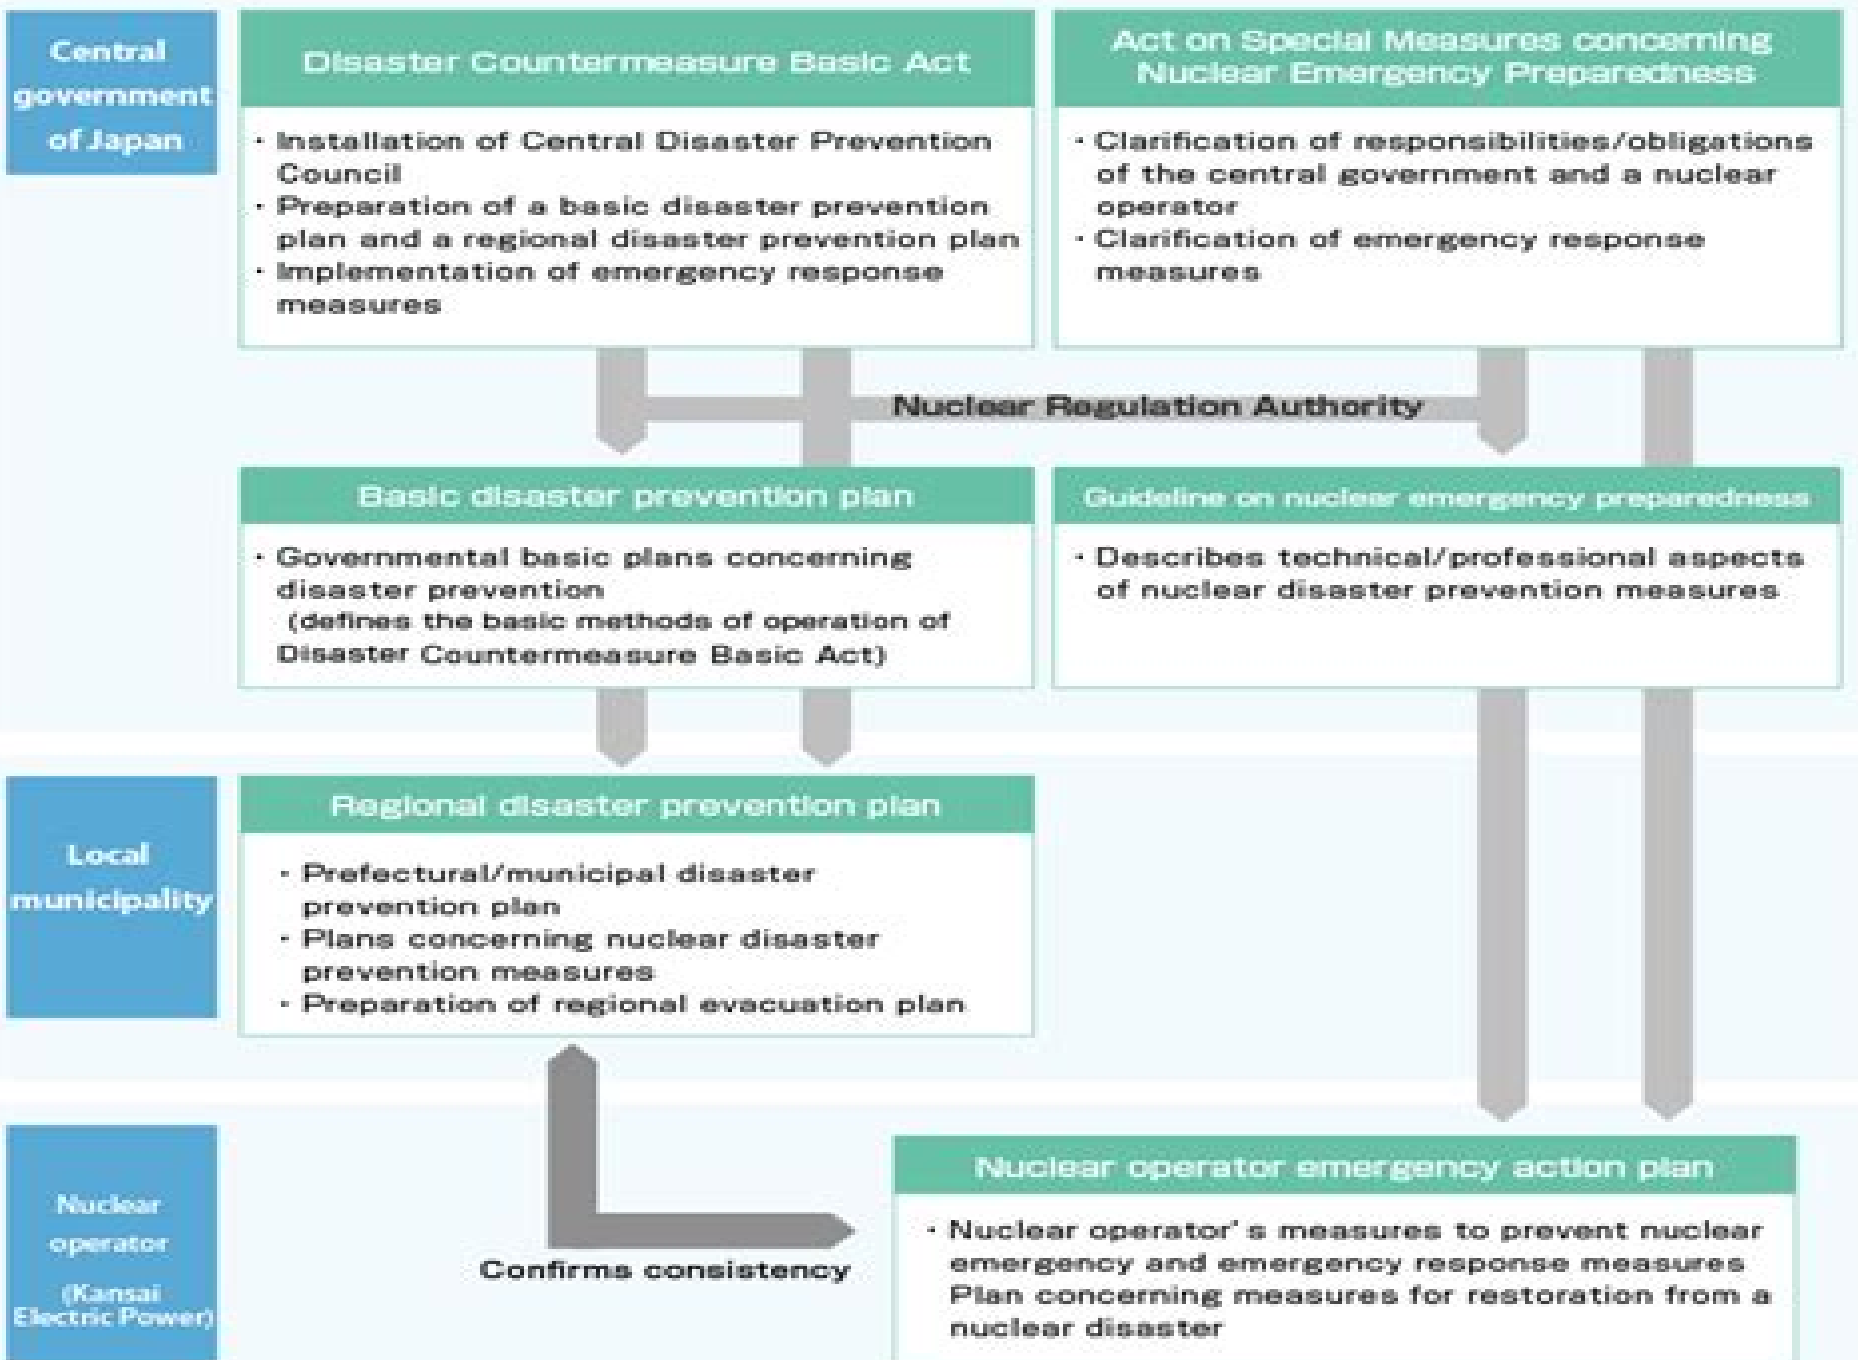 Central
government
of Japan
Disaster Countermeasure Basic Act
· Installation of Central Disaster Prevention
Council
· Preparation of a basic disaster prevention
plan and a regional disaster prevention plan
· Implementation of emergency response
measures
Act on Special Measures concerning
Nuclear Emergency Preparedness
· Clarification of responsibilities/obligations
of the central government and a nuclear
operator
· Clarification of emergency response
measures
Nuclear Regulation Authority
Basic disaster prevention plan
· Governmental basic plans concerning
disaster prevention
(defines the basic methods of operation of
Disaster Countermeasure Basic Act)
Guideline on nuclear emergency preparedness
· Describes technical/professional aspects
of nuclear disaster prevention measures
Local
municipality
Regional disaster prevention plan
· Prefectural/municipal disaster
prevention plan
· Plans concerning nuclear disaster
prevention measures
· Preparation of regional evacuation plan
Nuclear
operator
(Kansai
Electric Power)
Confirms consistency
Nuclear operator emergency action plan
· Nuclear operator's measures to prevent nuclear
emergency and emergency response measures
Plan concerning measures for restoration from a
nuclear disaster